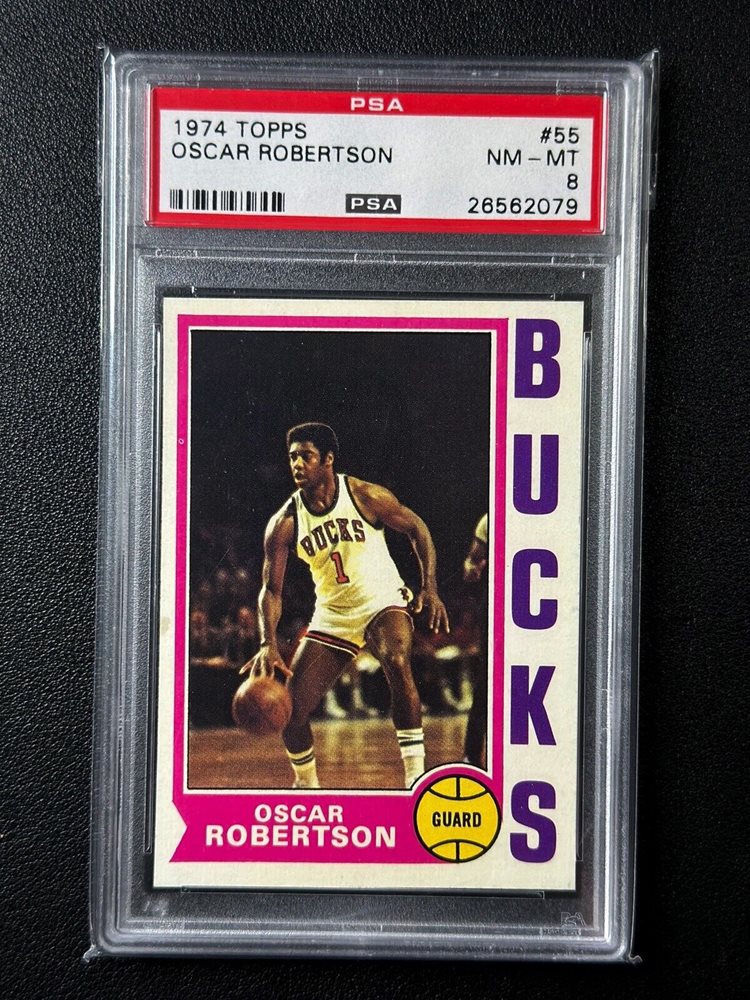 PSA
1974 TOPPS #55
OSCAR ROBERTSON NM - MT
8
PSA 26562079
BUCKS
BUCKS
1
OSCAR
ROBERTSON
GUARD